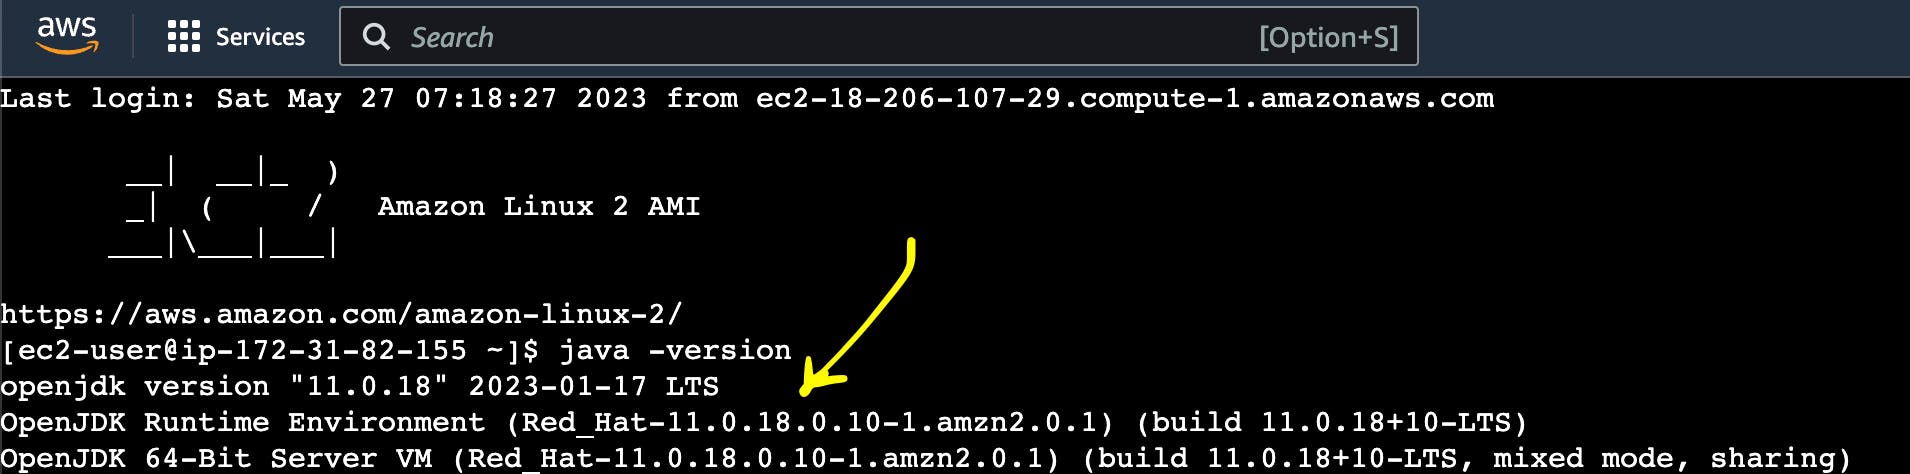 aws
Services
Search
[Option+S]
Last login: Sat May 27 07:18:27 2023 from ec2-18-206-107-29.compute-1.amazonaws.com
       __|  __|_  )
       _|  (     /   Amazon Linux 2 AMI
      ___|\___|___|
https://aws.amazon.com/amazon-linux-2/
[ec2-user@ip-172-31-82-155 ~]$ java -version
openjdk version "11.0.18" 2023-01-17 LTS
OpenJDK Runtime Environment (Red_Hat-11.0.18.0.10-1.amzn2.0.1) (build 11.0.18+10-LTS)
OpenJDK 64-Bit Server VM (Red_Hat-11.0.18.0.10-1.amzn2.0.1) (build 11.0.18+10-LTS, mixed mode, sharing)